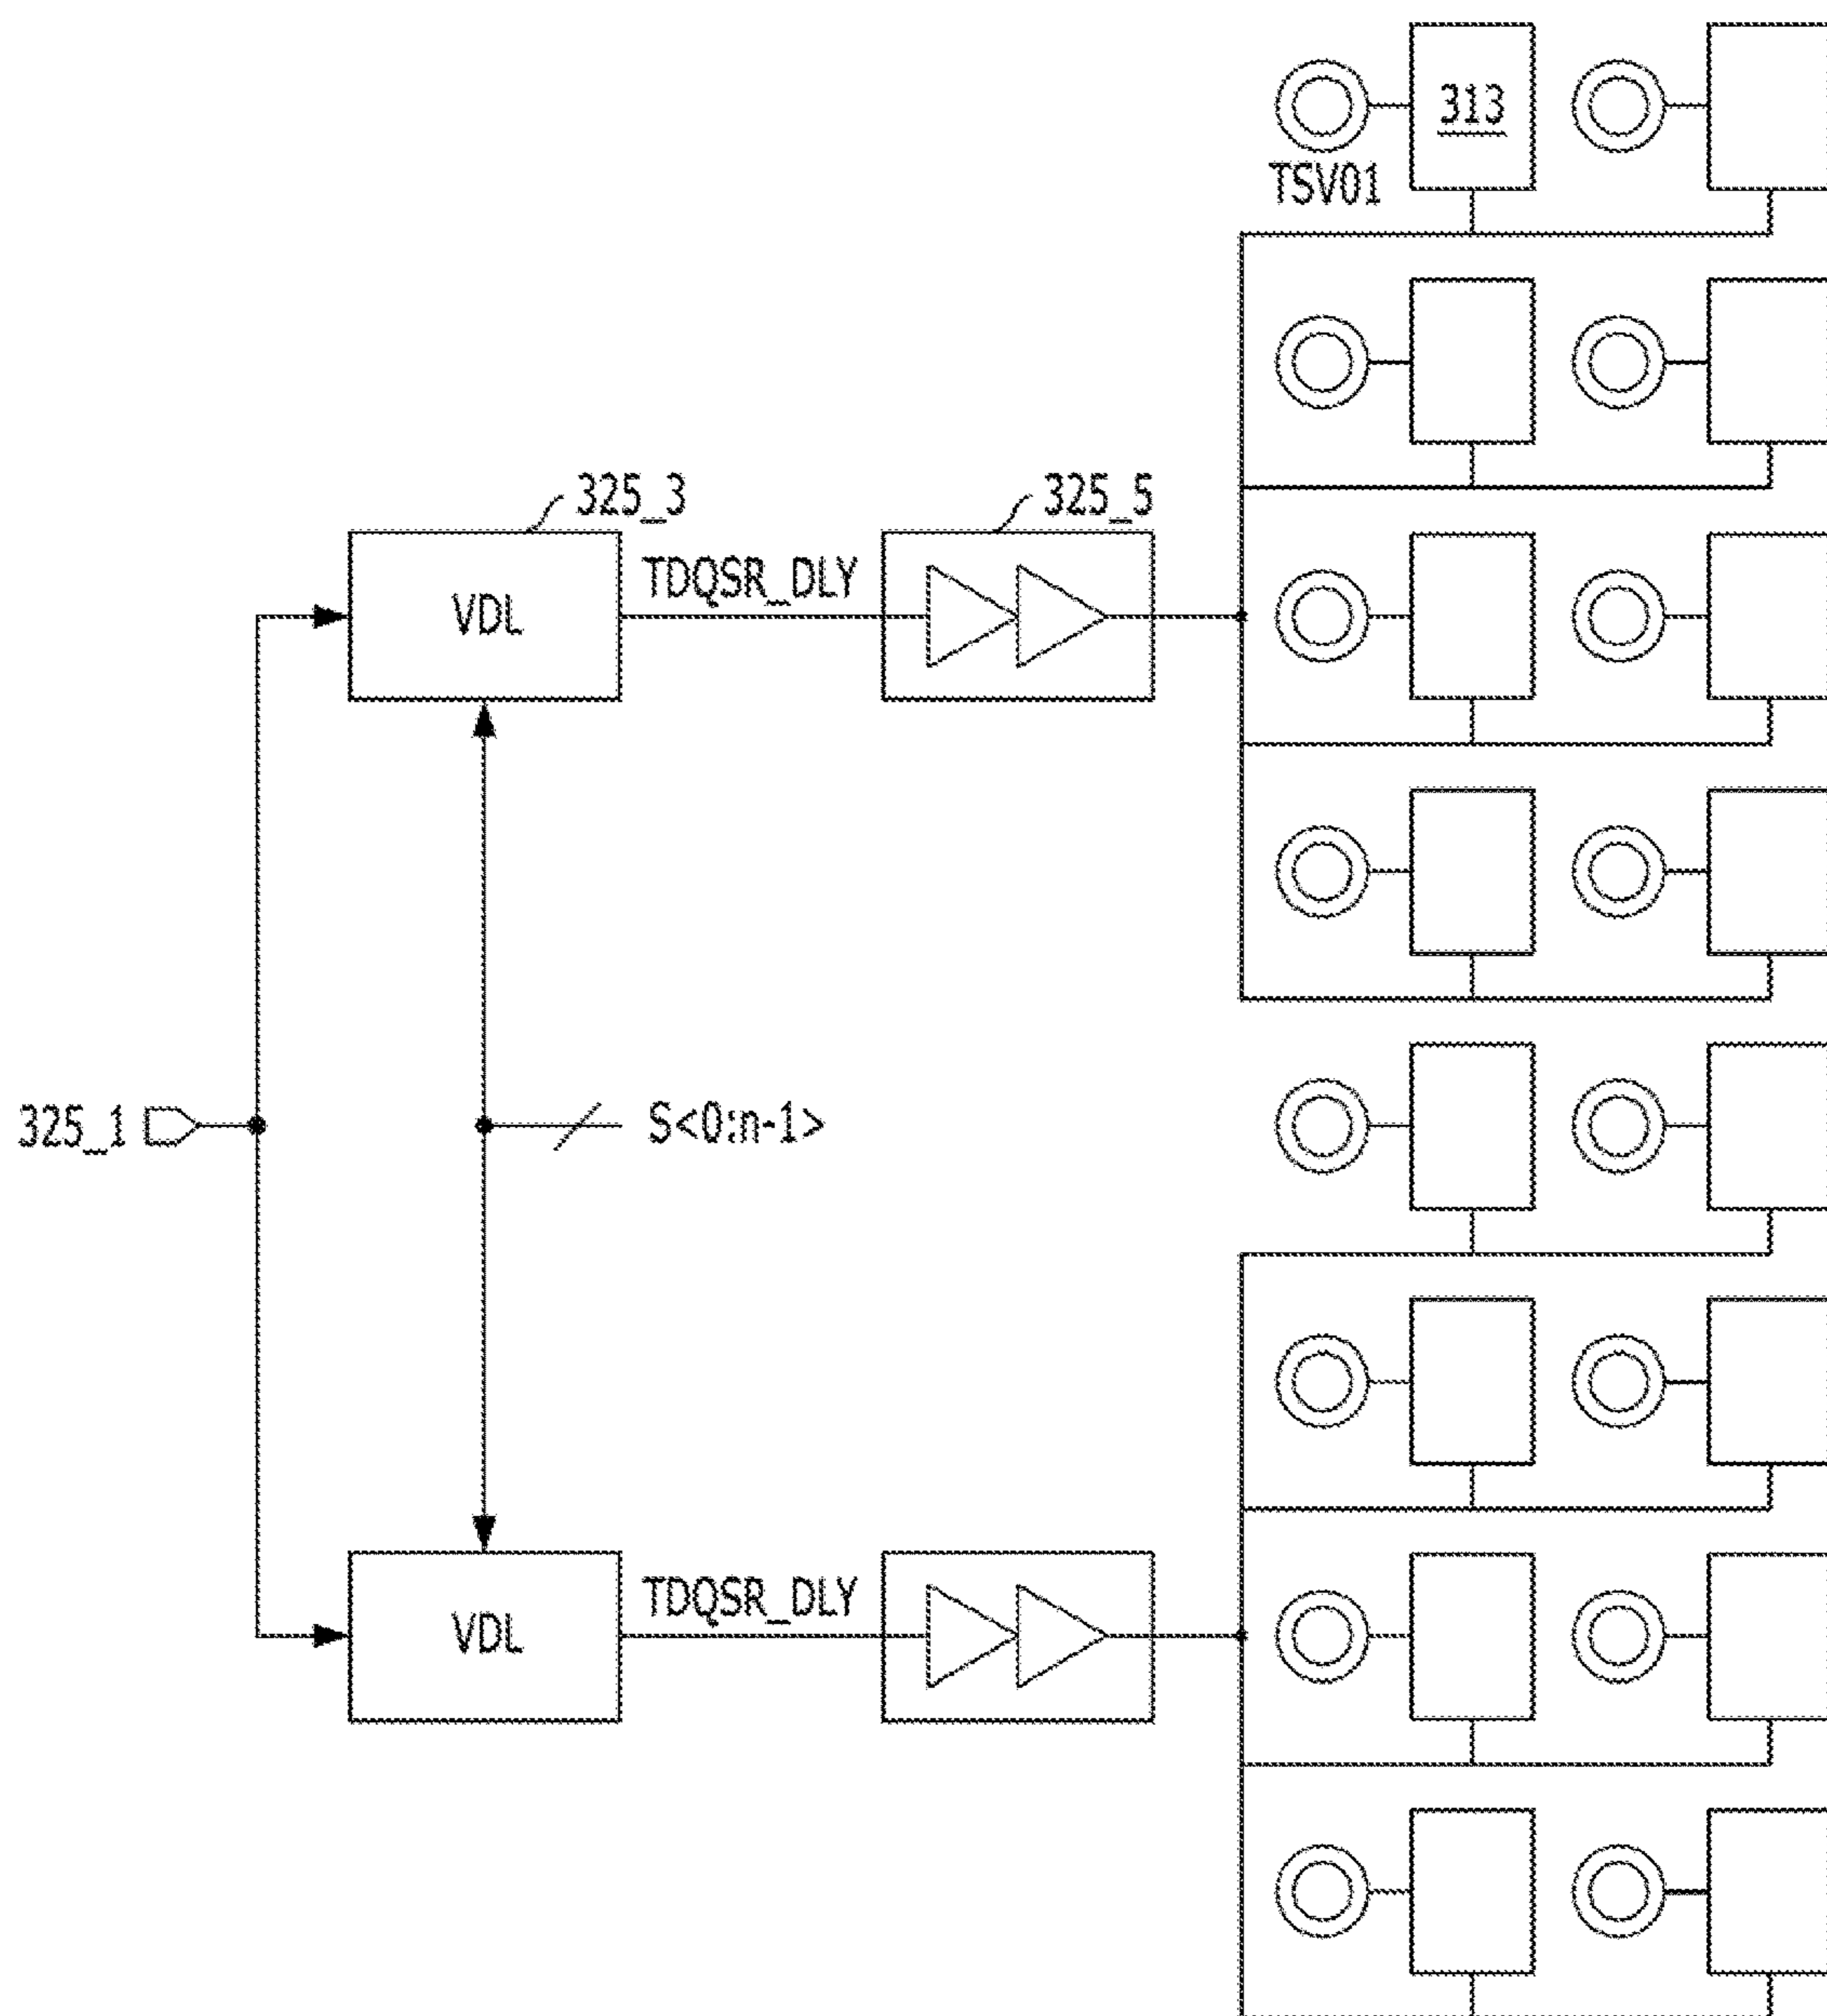 313
TSV01
325_3
325_5
VDL
TDQSR_DLY
325_1
S<0:n-1>
VDL
TDQSR_DLY